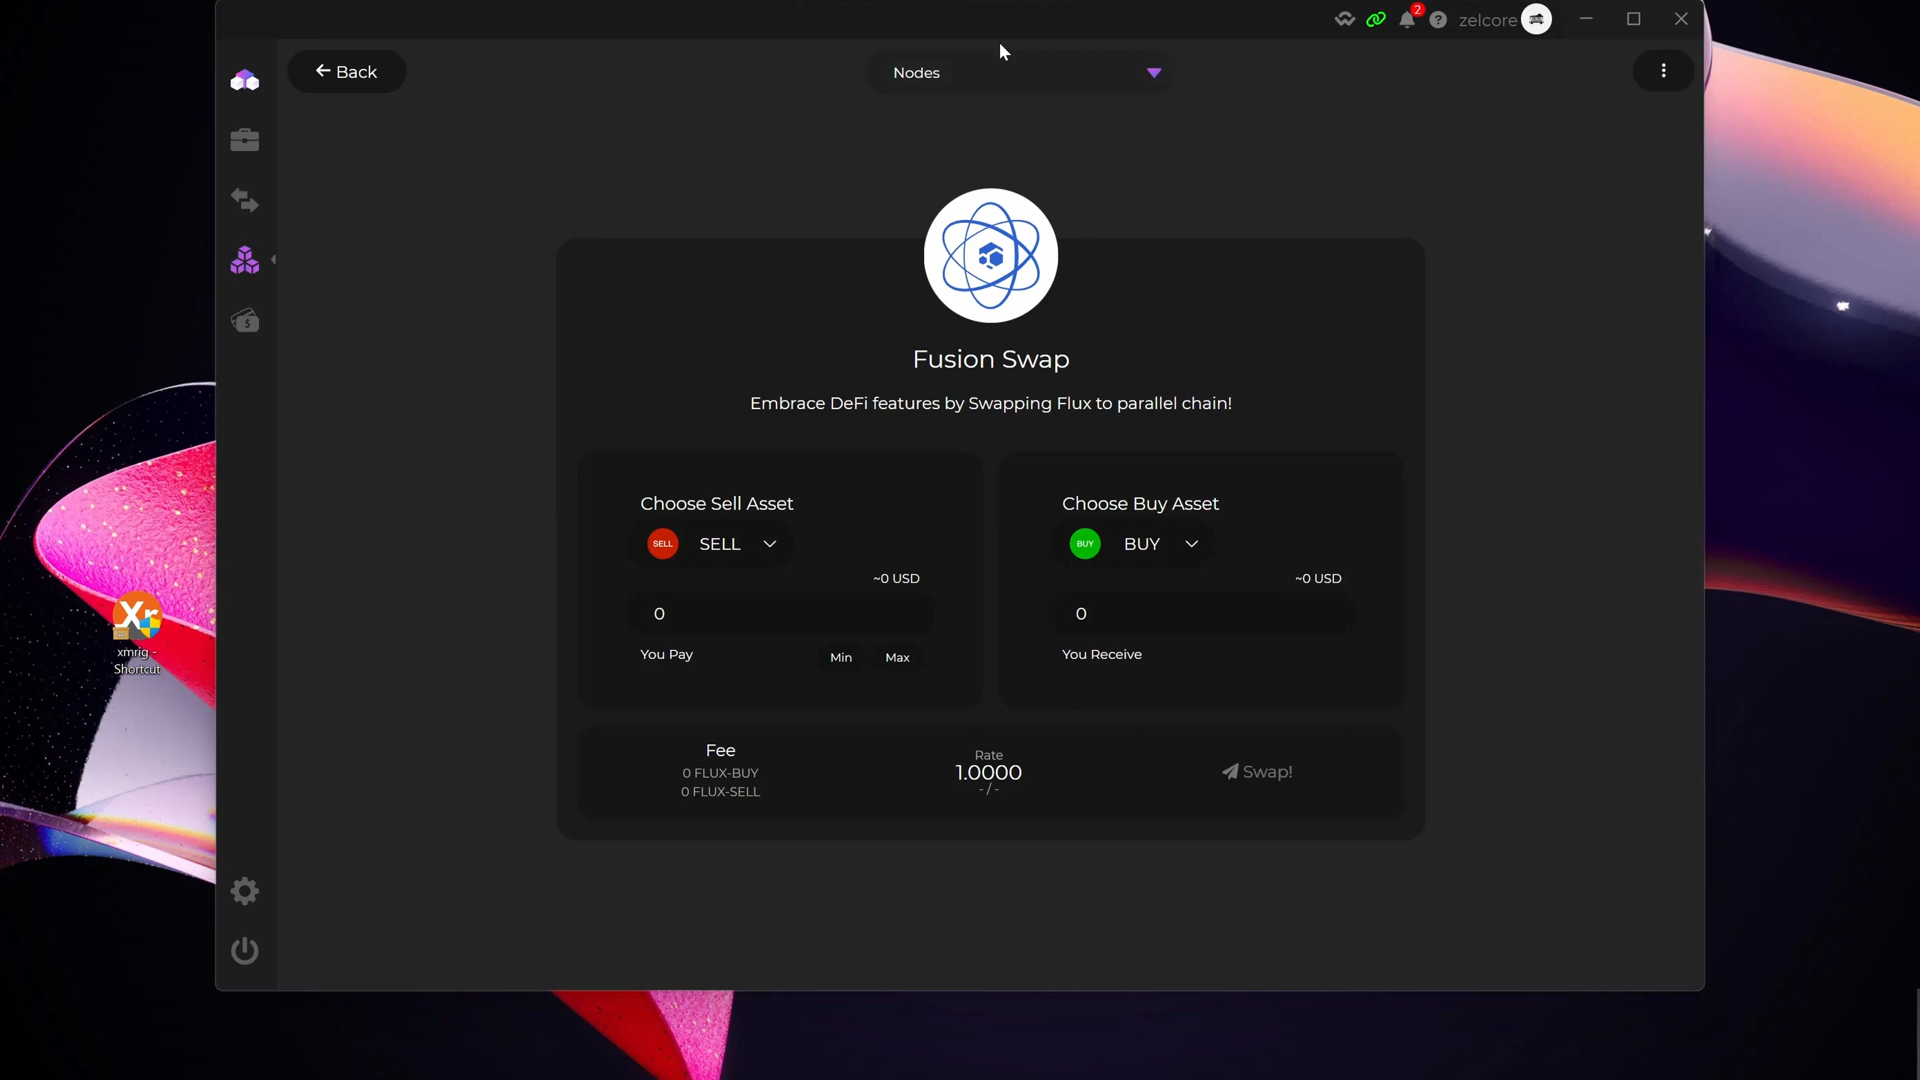 2
zelcore
Back
Nodes
Fusion Swap
Embrace DeFi features by Swapping Flux to parallel chain!
Choose Sell Asset
SELL SELL
~0 USD
0
You Pay Min Max
Choose Buy Asset
BUY BUY
~0 USD
0
You Receive
Fee
0 FLUX-BUY
0 FLUX-SELL
Rate
1.0000
- / -
Swap!
Xr
xmrig -
Shortcut